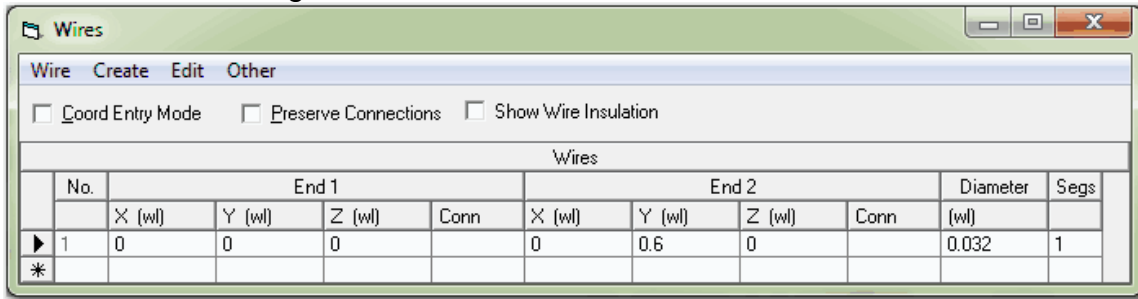 Wires
Wire Create Edit Other
Coord Entry Mode Preserve Connections Show Wire Insulation
Wires
No. End 1 End 2 Diameter Segs
X (wl) Y (wl) Z (wl) Conn X (wl) Y (wl) Z (wl) Conn (wl)
1 0 0 0 0 0.6 0 0.032 1